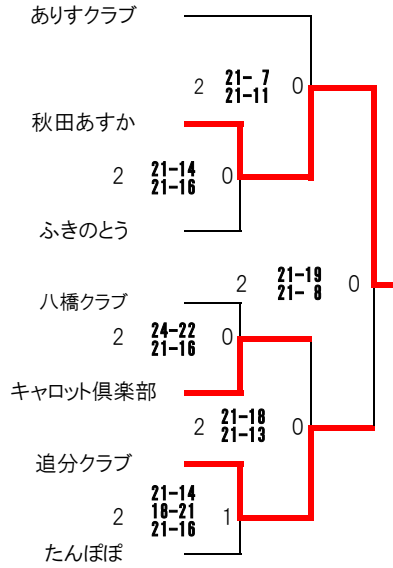 ありすクラブ
2 21- 7 0
21-11
秋田あすか
2 21-14 0
21-16
ふきのとう
2 21-19 0
21- 8
八橋クラブ
2 24-22 0
21-16
キャロット倶楽部
2 21-18 0
21-13
追分クラブ
21-14
2 18-21 1
21-16
たんぽぽ